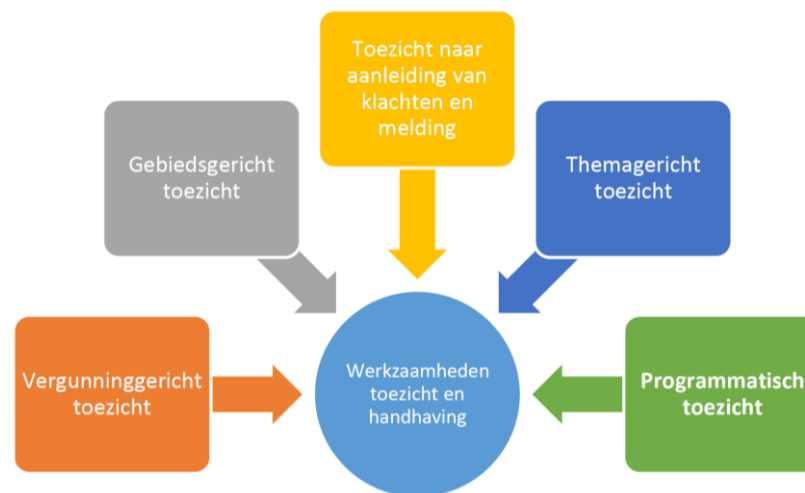 Toezicht naar
aanleiding van
klachten en
melding
Gebiedsgericht
toezicht
Themagericht
toezicht
Vergunninggericht
toezicht
Werkzaamheden
toezicht en
handhaving
Programmatisch
toezicht